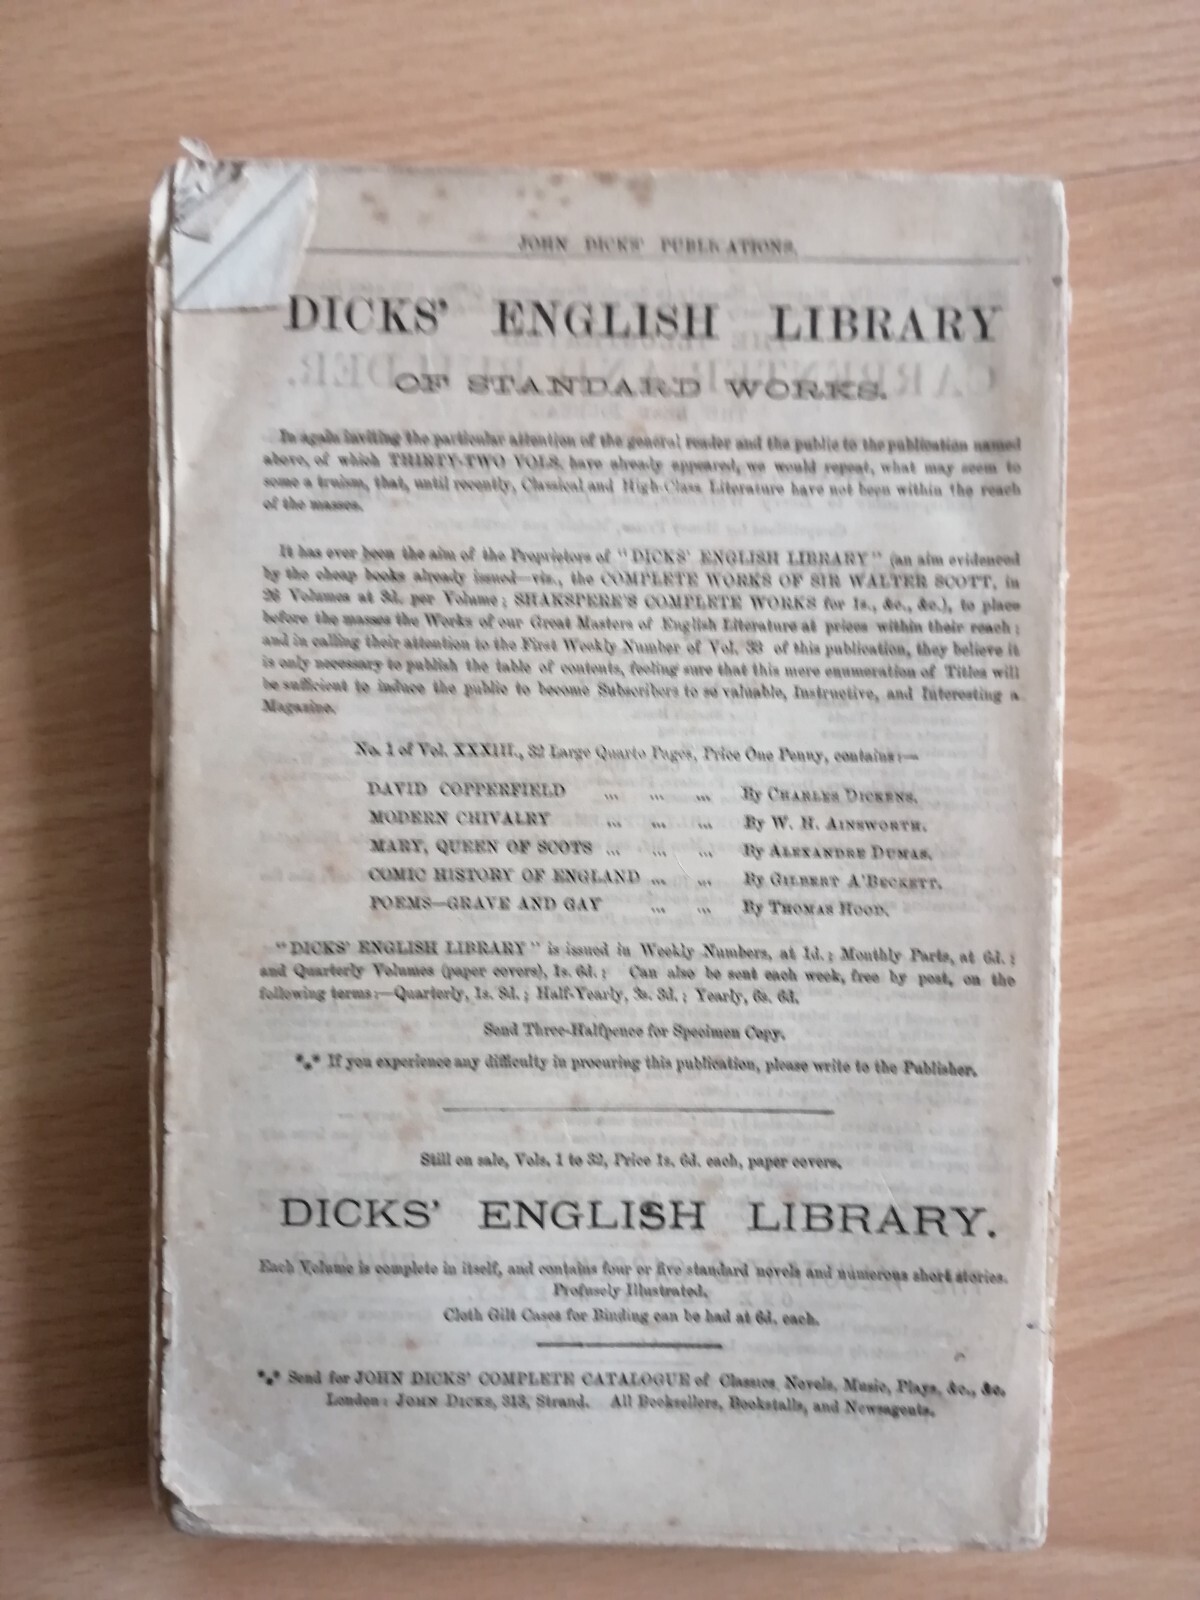 JOHN DICKS' PUBLICATIONS.
DICKS' ENGLISH LIBRARY
OF STANDARD WORKS.
In again inviting the particular attention of the general reader and the public to the publication named
above, of which THIRTY-TWO VOLS. have already appeared, we would repeat, what may seem to
some a truism, that, until recently, Classical and High-Class Literature have not been within the reach
of the masses.
It has ever been the aim of the Proprietors of "DICKS' ENGLISH LIBRARY" (an aim evidenced
by the cheap books already issued—viz., the COMPLETE WORKS OF SIR WALTER SCOTT, in
26 Volumes at 3d. per Volume; SHAKSPERE'S COMPLETE WORKS for 1s., &c., &c.), to place
before the masses the Works of our Great Masters of English Literature at prices within their reach;
and in calling their attention to the First Weekly Number of Vol. 33 of this publication, they believe it
is only necessary to publish the table of contents, feeling sure that this mere enumeration of Titles will
be sufficient to induce the public to become Subscribers to so valuable, Instructive, and Interesting a
Magazine.
No. 1 of Vol. XXXIII., 32 Large Quarto Pages, Price One Penny, contains:—
DAVID COPPERFIELD ... ... ... By CHARLES DICKENS.
MODERN CHIVALRY ... ... ... By W. H. AINSWORTH.
MARY, QUEEN OF SCOTS ... ... ... By ALEXANDRE DUMAS.
COMIC HISTORY OF ENGLAND ... ... By GILBERT A'BECKETT.
POEMS—GRAVE AND GAY ... ... By THOMAS HOOD.
"DICKS' ENGLISH LIBRARY" is issued in Weekly Numbers, at 1d.; Monthly Parts, at 6d.;
and Quarterly Volumes (paper covers), 1s. 6d.; Can also be sent each week, free by post, on the
following terms:—Quarterly, 1s. 8d.; Half-Yearly, 3s. 3d.; Yearly, 6s. 6d.
Send Three-Halfpence for Specimen Copy.
*⁎* If you experience any difficulty in procuring this publication, please write to the Publisher.
Still on sale, Vols. 1 to 32, Price 1s. 6d. each, paper covers.
DICKS' ENGLISH LIBRARY.
Each Volume is complete in itself, and contains four or five standard novels and numerous short stories.
Profusely Illustrated.
Cloth Gilt Cases for Binding can be had at 6d. each.
*⁎* Send for JOHN DICKS' COMPLETE CATALOGUE of Classics, Novels, Music, Plays, &c., &c.
London: JOHN DICKS, 313, Strand. All Booksellers, Bookstalls, and Newsagents.